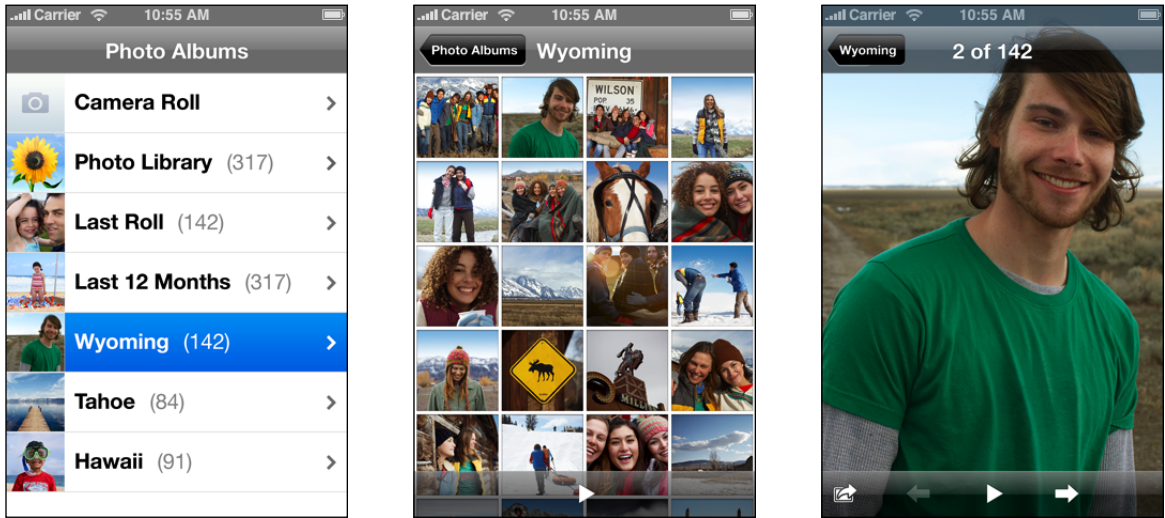 Carrier 10:55 AM
Photo Albums
Camera Roll
Photo Library (317)
Last Roll (142)
Last 12 Months (317)
Wyoming (142)
Tahoe (84)
Hawaii (91)
Carrier 10:55 AM
Photo Albums Wyoming
WILSON
POP. 35
Carrier 10:55 AM
Wyoming 2 of 142